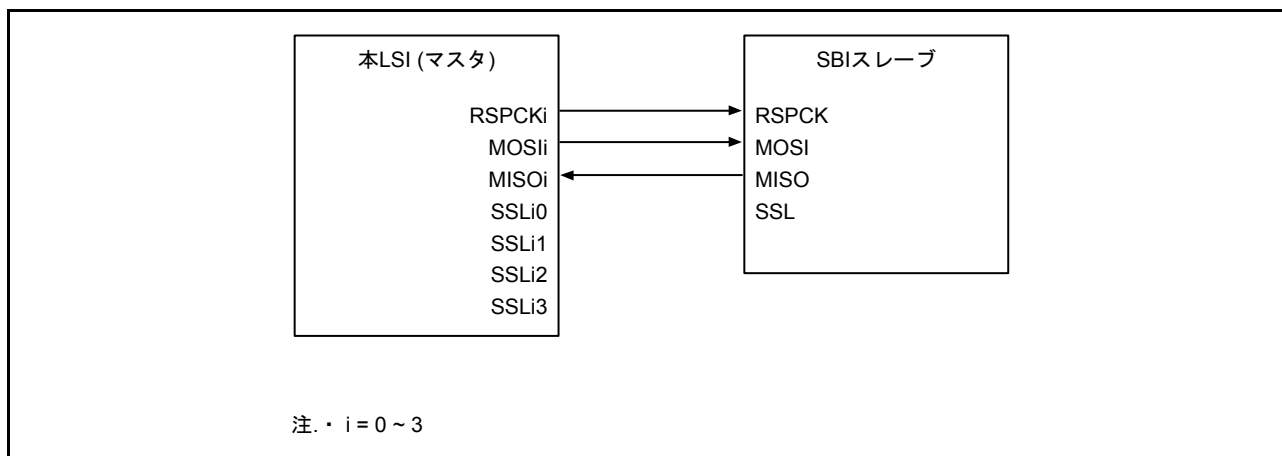 本LSI (マスタ)
RSPCKi
MOSIi
MISOi
SSLi0
SSLi1
SSLi2
SSLi3
SBIスレーブ
RSPCK
MOSI
MISO
SSL
注.・ i = 0 ~ 3